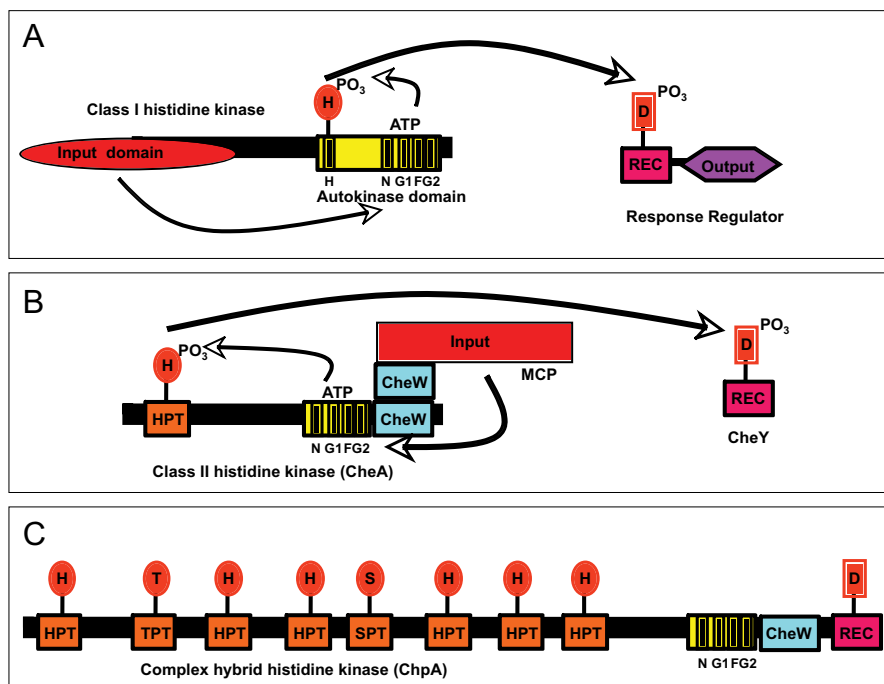 A
PO3
H
PO3
Class I histidine kinase
ATP
D
Input domain
REC
Output
H
N G1FG2
Autokinase domain
Response Regulator
B
PO3
Input
D
H
PO3
ATP
CheW
MCP
HPT
CheW
REC
N G1FG2
CheY
Class II histidine kinase (CheA)
C
H T H H S H H H D
HPT TPT HPT HPT SPT HPT HPT HPT CheW REC
N G1FG2
Complex hybrid histidine kinase (ChpA)